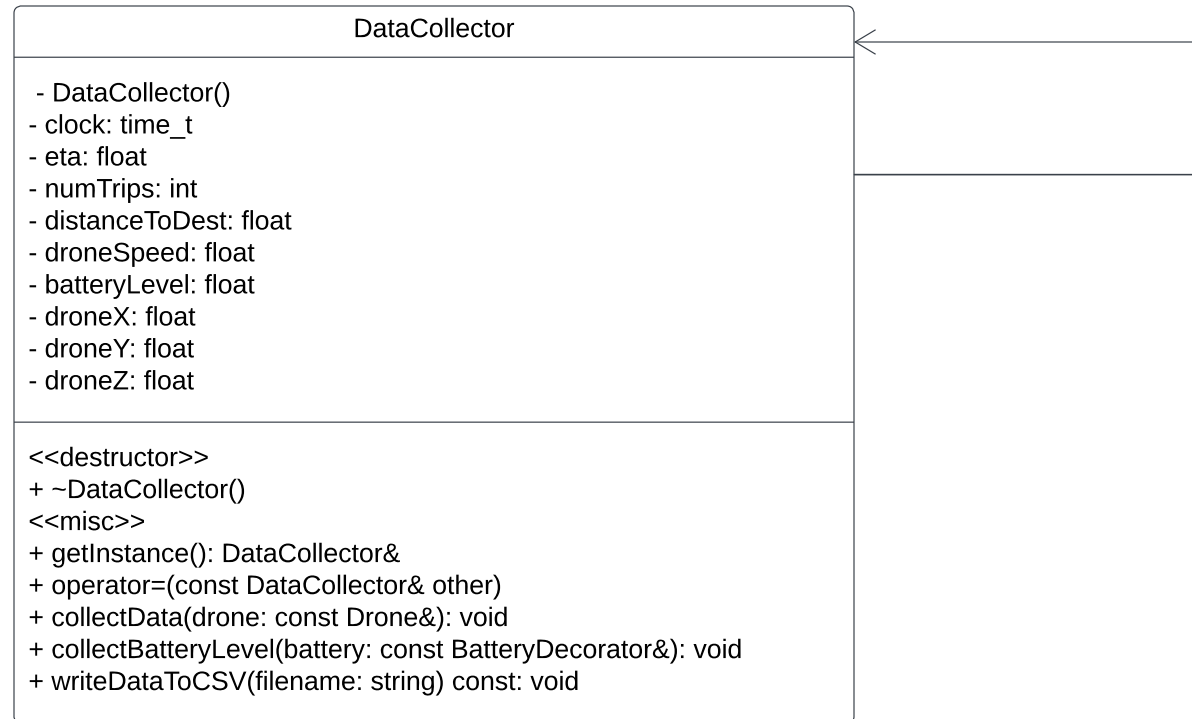 DataCollector
- DataCollector()
- clock: time_t
- eta: float
- numTrips: int
- distanceToDest: float
- droneSpeed: float
- batteryLevel: float
- droneX: float
- droneY: float
- droneZ: float
<<destructor>>
+ ~DataCollector()
<<misc>>
+ getInstance(): DataCollector&
+ operator=(const DataCollector& other)
+ collectData(drone: const Drone&): void
+ collectBatteryLevel(battery: const BatteryDecorator&): void
+ writeDataToCSV(filename: string) const: void